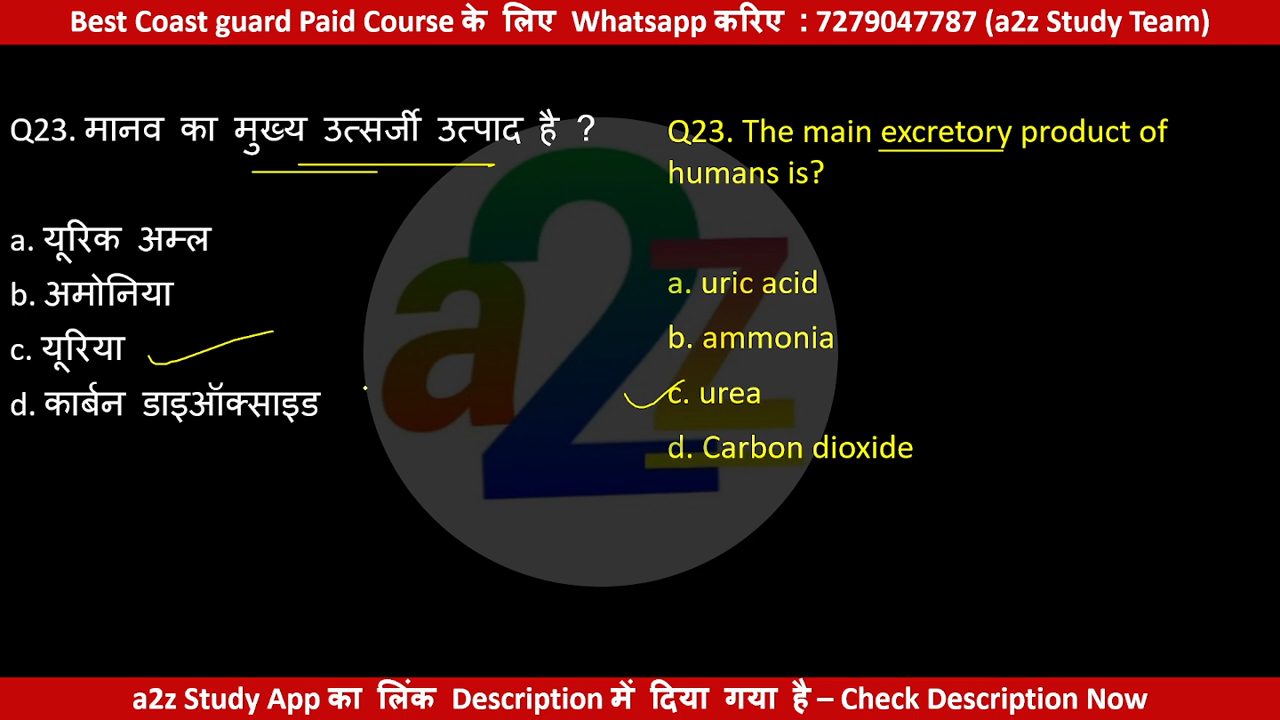 Best Coast guard Paid Course के लिए Whatsapp करिए : 7279047787 (a2z Study Team)
Q23. मानव का मुख्य उत्सर्जी उत्पाद है ?
a. यूरिक अम्ल
b. अमोनिया
c. यूरिया
d. कार्बन डाइऑक्साइड
Q23. The main excretory product of
humans is?
a. uric acid
b. ammonia
c. urea
d. Carbon dioxide
a2z
a2z Study App का लिंक Description में दिया गया है – Check Description Now